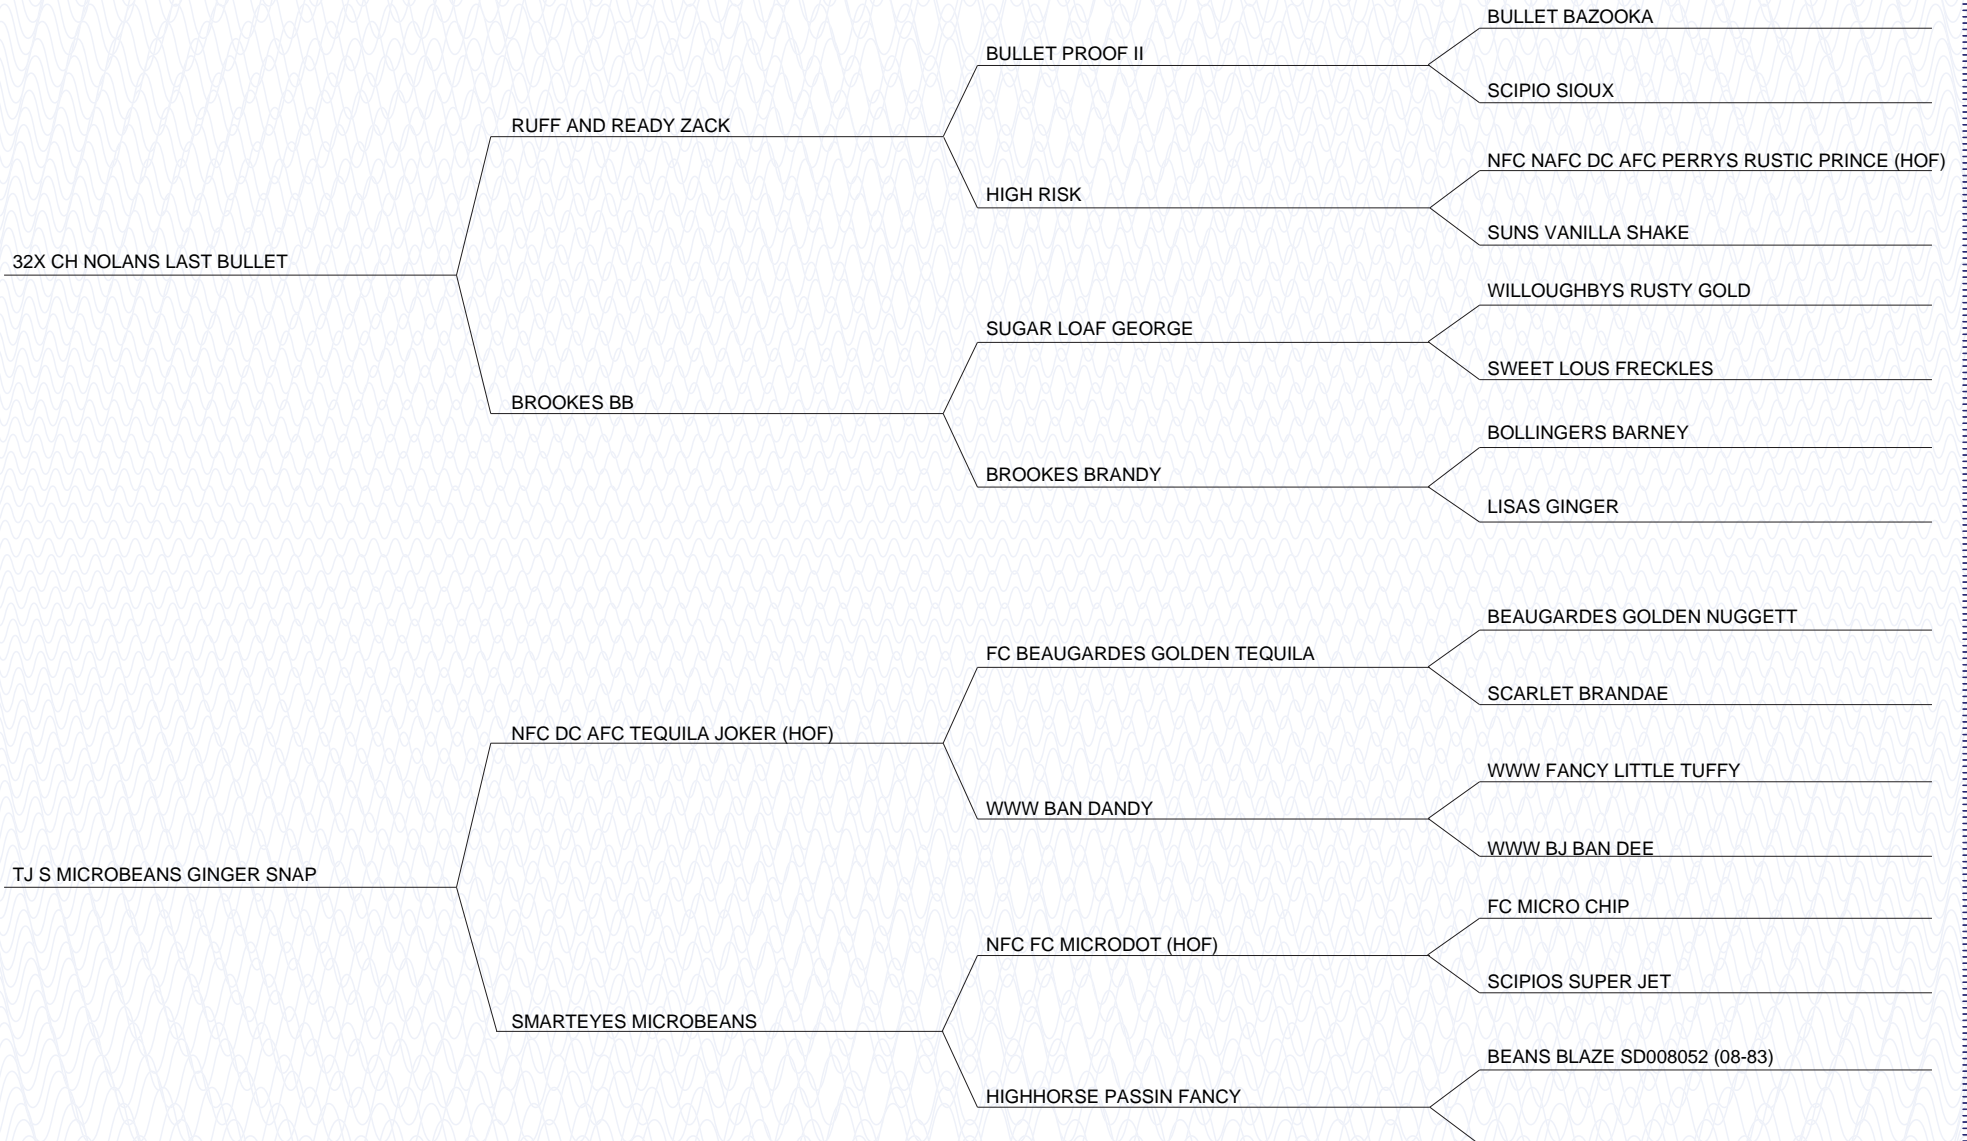 BULLET BAZOOKA
BULLET PROOF II
SCIPIO SIOUX
RUFF AND READY ZACK
NFC NAFC DC AFC PERRYS RUSTIC PRINCE (HOF)
HIGH RISK
SUNS VANILLA SHAKE
32X CH NOLANS LAST BULLET
WILLOUGHBYS RUSTY GOLD
SUGAR LOAF GEORGE
SWEET LOUS FRECKLES
BROOKES BB
BOLLINGERS BARNEY
BROOKES BRANDY
LISAS GINGER
BEAUGARDES GOLDEN NUGGETT
FC BEAUGARDES GOLDEN TEQUILA
SCARLET BRANDAE
NFC DC AFC TEQUILA JOKER (HOF)
WWW FANCY LITTLE TUFFY
WWW BAN DANDY
WWW BJ BAN DEE
TJ S MICROBEANS GINGER SNAP
FC MICRO CHIP
NFC FC MICRODOT (HOF)
SCIPIOS SUPER JET
SMARTEYES MICROBEANS
BEANS BLAZE SD008052 (08-83)
HIGHHORSE PASSIN FANCY